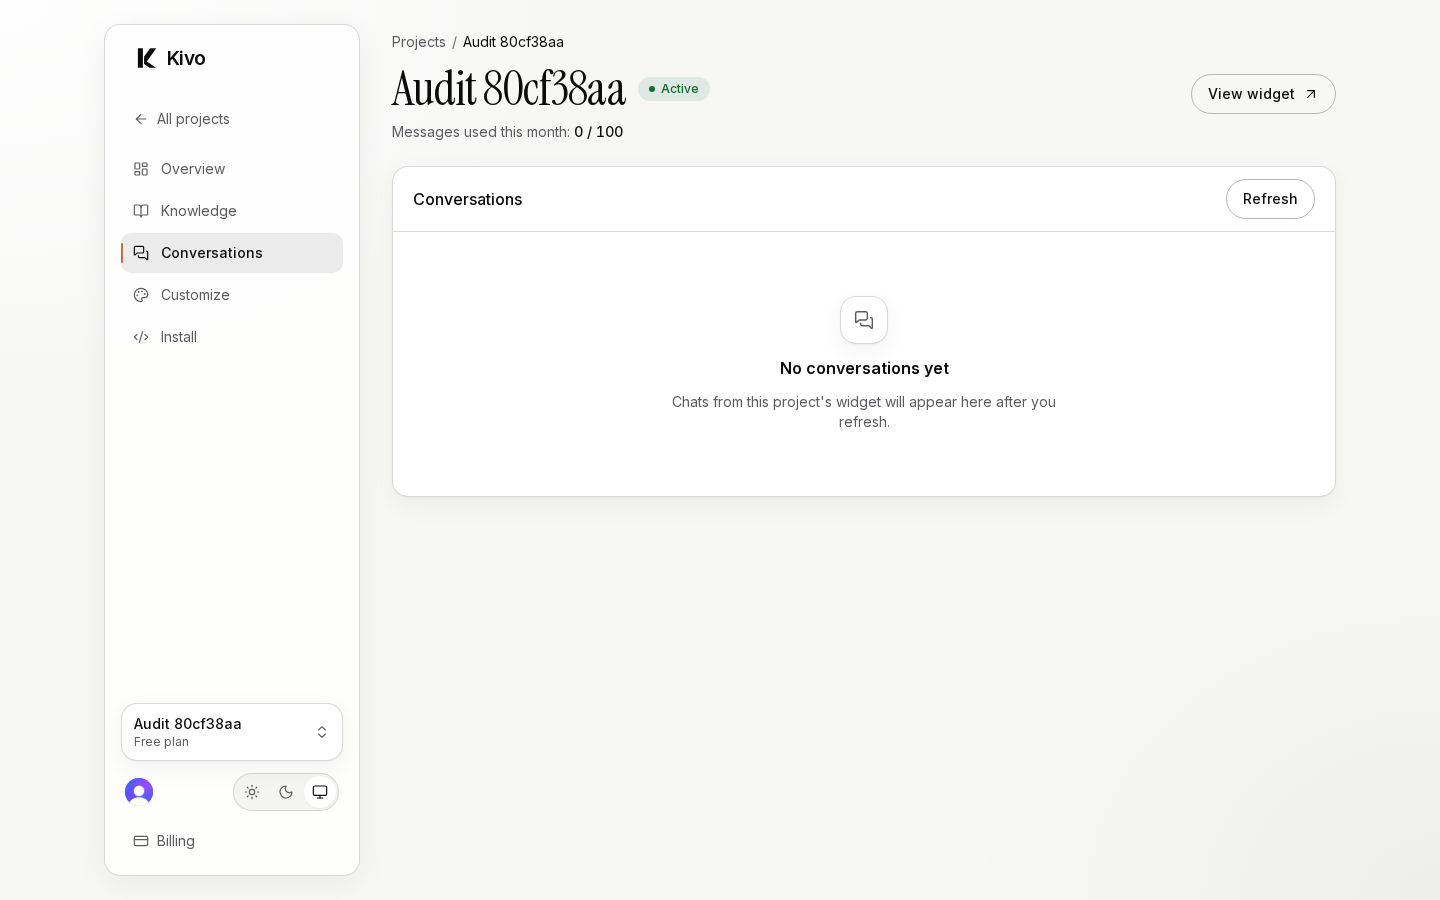 Kivo
All projects
Overview
Knowledge
Conversations
Customize
Install
Audit 80cf38aa
Free plan
Billing
Projects / Audit 80cf38aa
Audit 80cf38aa
Active
Messages used this month: 0 / 100
View widget
Conversations
Refresh
No conversations yet
Chats from this project's widget will appear here after you
refresh.